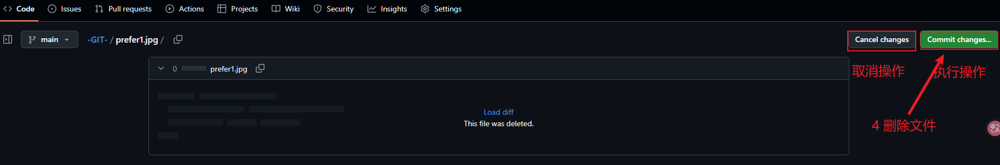 Code Issues Pull requests Actions Projects Wiki Security Insights Settings
main -GIT- / prefer1.jpg / Cancel changes Commit changes...
0 prefer1.jpg
取消操作 执行操作
Load diff
This file was deleted.
4 删除文件
中 A